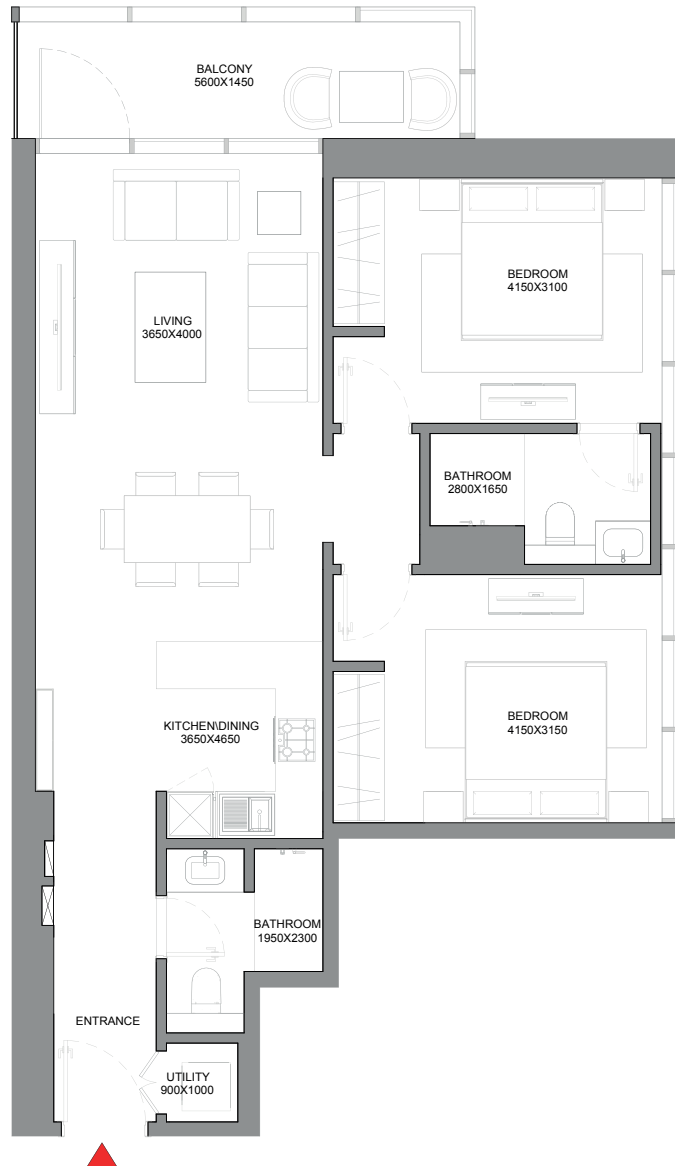 BALCONY
5600X1450
BEDROOM
4150X3100
LIVING
3650X4000
BATHROOM
2800X1650
BEDROOM
4150X3150
KITCHEN\DINING
3650X4650
BATHROOM
1950X2300
ENTRANCE
UTILITY
900X1000